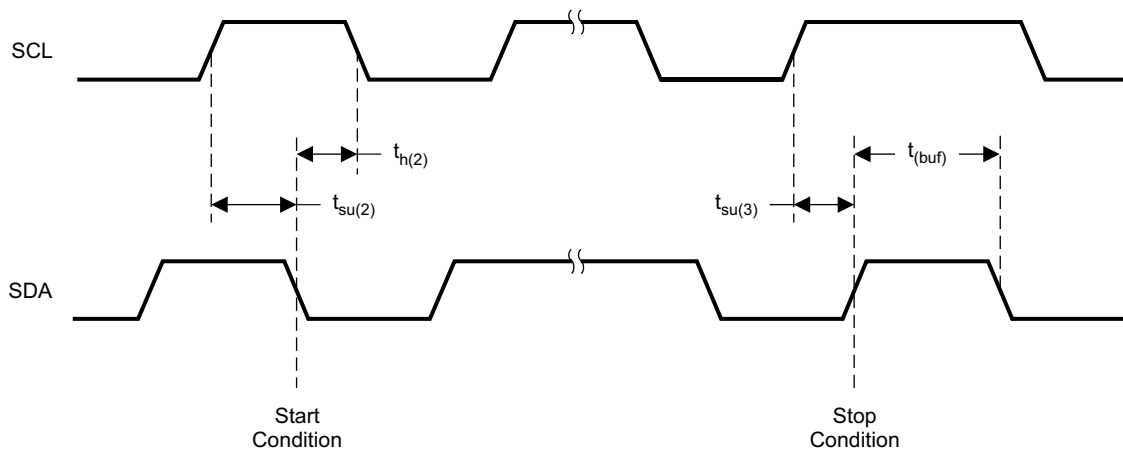 SCL
t_h(2)
t_(buf)
t_su(2)
t_su(3)
SDA
Start
Condition
Stop
Condition